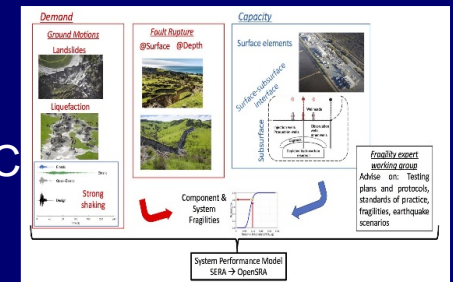 Demand
Ground Motions
Landslides
Liquefaction
Strong
shaking
Fault Rupture
@Surface @Depth
Capacity
Surface elements
Surface-subsurface
interface
Subsurface
Component &
System
Fragilities
Fragility expert
working group
Advise on: Testing
plans and protocols,
standards of practice,
fragilities, earthquake
scenarios
System Performance Model
SERA → OpenSRA
C